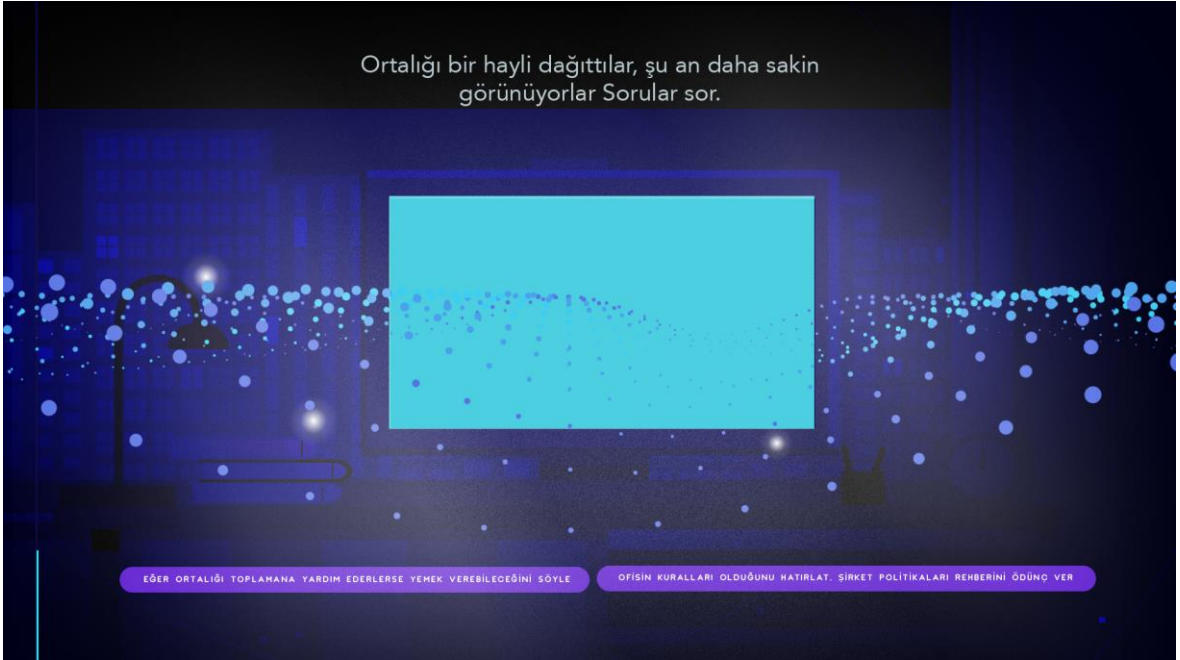 Ortalığı bir hayli dağıttılar, şu an daha sakin
görünüyorlar Sorular sor.
EĞER ORTALIĞI TOPLAMANA YARDIM EDERLERSE YEMEK VEREBİLECEĞİNİ SÖYLE
OFİSİN KURALLARI OLDUĞUNU HATIRLAT. ŞİRKET POLİTİKALARI REHBERİNİ ÖDÜNÇ VER